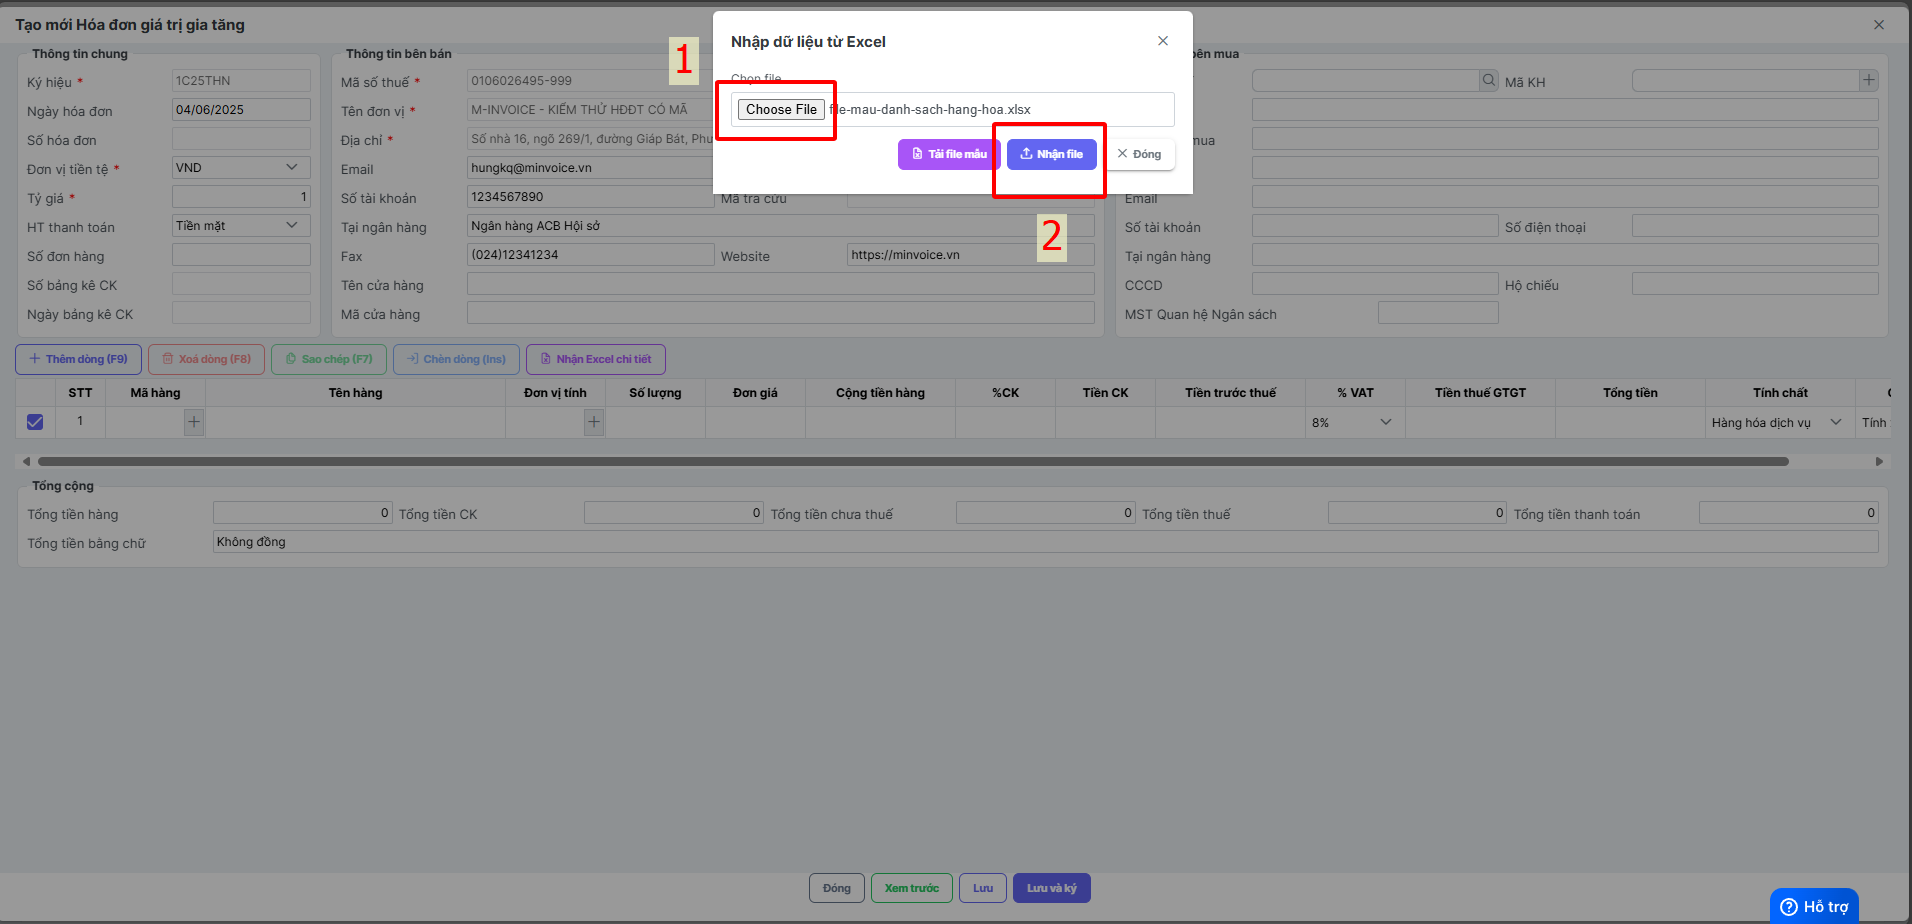 Tạo mới Hóa đơn giá trị gia tăng
Thông tin chung
Ký hiệu *
1C25THN
Ngày hóa đơn
04/06/2025
Số hóa đơn
Đơn vị tiền tệ *
VND
Tỷ giá *
1
HT thanh toán
Tiền mặt
Số đơn hàng
Số bảng kê CK
Ngày bảng kê CK
Thông tin bên bán
Mã số thuế *
0106026495-999
Tên đơn vị *
M-INVOICE - KIỂM THỬ HĐĐT CÓ MÃ
Địa chỉ *
Số nhà 16, ngõ 269/1, đường Giáp Bát, Phư
Email
hungkq@minvoice.vn
Số tài khoản
1234567890
Mã tra cứu
Tại ngân hàng
Ngân hàng ACB Hội sở
Fax
(024)12341234
Website
https://minvoice.vn
Tên cửa hàng
Mã cửa hàng
1
Nhập dữ liệu từ Excel
Chọn file
Choose File
file-mau-danh-sach-hang-hoa.xlsx
Tải file mẫu
Nhận file
Đóng
2
bên mua
Mã KH
mua
Email
Số tài khoản
Số điện thoại
Tại ngân hàng
CCCD
Hộ chiếu
MST Quan hệ Ngân sách
Thêm dòng (F9)
Xoá dòng (F8)
Sao chép (F7)
Chèn dòng (Ins)
Nhận Excel chi tiết
STT
Mã hàng
Tên hàng
Đơn vị tính
Số lượng
Đơn giá
Cộng tiền hàng
%CK
Tiền CK
Tiền trước thuế
% VAT
Tiền thuế GTGT
Tổng tiền
Tính chất
1
8%
Hàng hóa dịch vụ
Tính
Tổng cộng
Tổng tiền hàng
0
Tổng tiền CK
0
Tổng tiền chưa thuế
0
Tổng tiền thuế
0
Tổng tiền thanh toán
0
Tổng tiền bằng chữ
Không đồng
Đóng
Xem trước
Lưu
Lưu và ký
Hỗ trợ